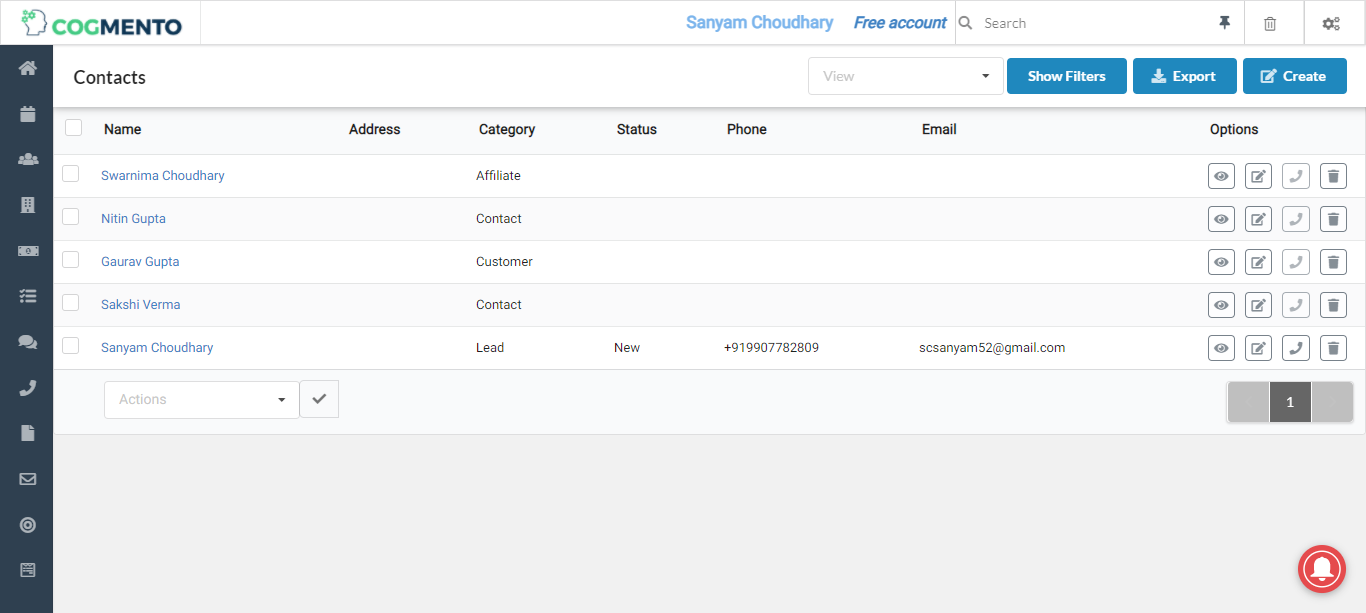 COGMENTO
Sanyam Choudhary Free account Search
Contacts View Show Filters Export Create
Name Address Category Status Phone Email Options
Swarnima Choudhary Affiliate
Nitin Gupta Contact
Gaurav Gupta Customer
Sakshi Verma Contact
Sanyam Choudhary Lead New +919907782809 scsanyam52@gmail.com
Actions 1